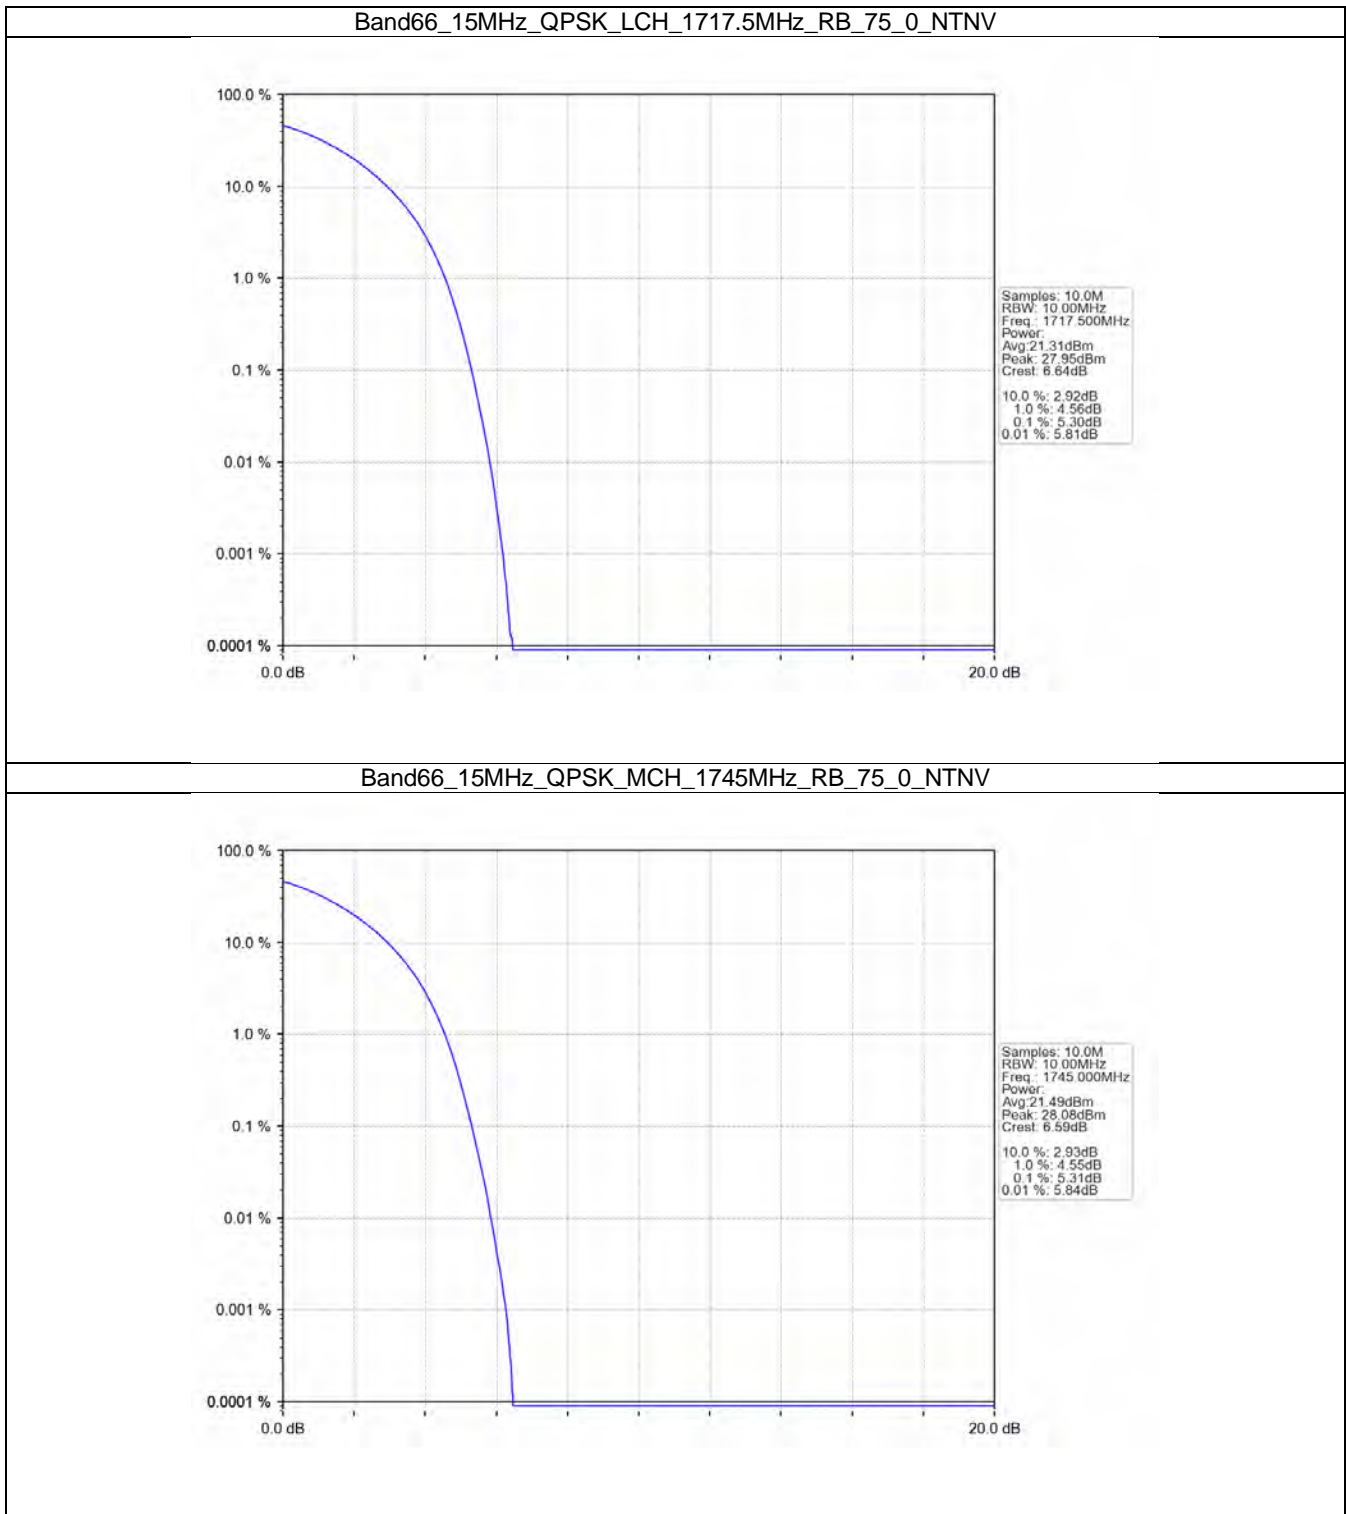 Band66_15MHz_QPSK_LCH_1717.5MHz_RB_75_0_NTNV
100.0 %
10.0 %
1.0 %
0.1 %
0.01 %
0.001 %
0.0001 %
0.0 dB
20.0 dB
Samples: 10.0M
RBW: 10.00MHz
Freq.: 1717.500MHz
Power:
Avg:21.31dBm
Peak: 27.95dBm
Crest: 6.64dB
10.0 %: 2.92dB
1.0 %: 4.56dB
0.1 %: 5.30dB
0.01 %: 5.81dB
Band66_15MHz_QPSK_MCH_1745MHz_RB_75_0_NTNV
100.0 %
10.0 %
1.0 %
0.1 %
0.01 %
0.001 %
0.0001 %
0.0 dB
20.0 dB
Samples: 10.0M
RBW: 10.00MHz
Freq.: 1745.000MHz
Power:
Avg:21.49dBm
Peak: 28.08dBm
Crest: 6.59dB
10.0 %: 2.93dB
1.0 %: 4.55dB
0.1 %: 5.31dB
0.01 %: 5.84dB